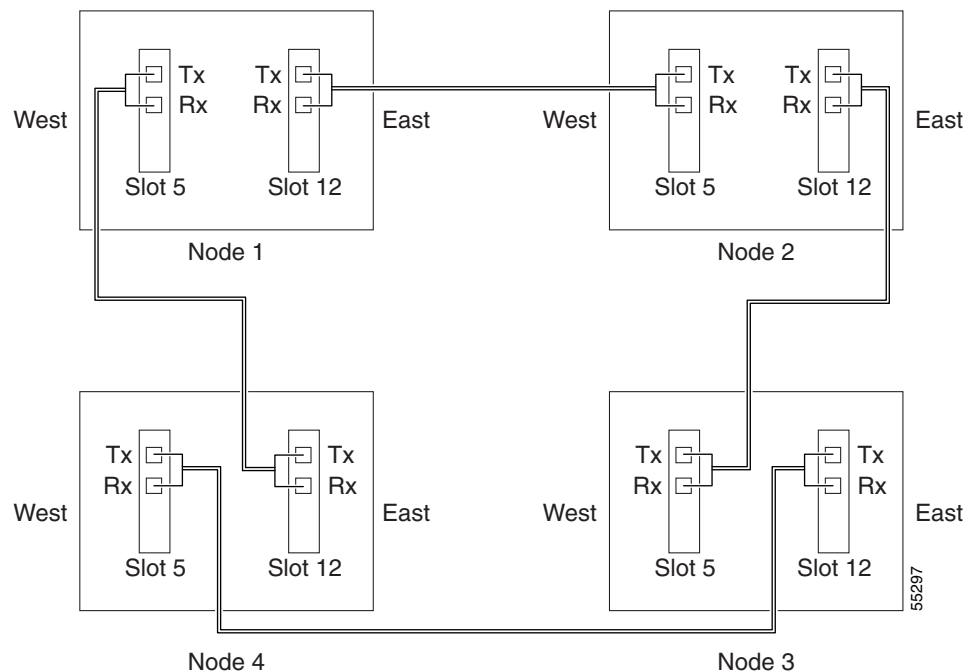 Tx Tx Tx Tx
West Rx Rx East West Rx Rx East
Slot 5 Slot 12 Slot 5 Slot 12
Node 1 Node 2
Tx Tx Tx Tx
West Rx Rx East West Rx Rx East
Slot 5 Slot 12 Slot 5 Slot 12
55297
Node 4 Node 3